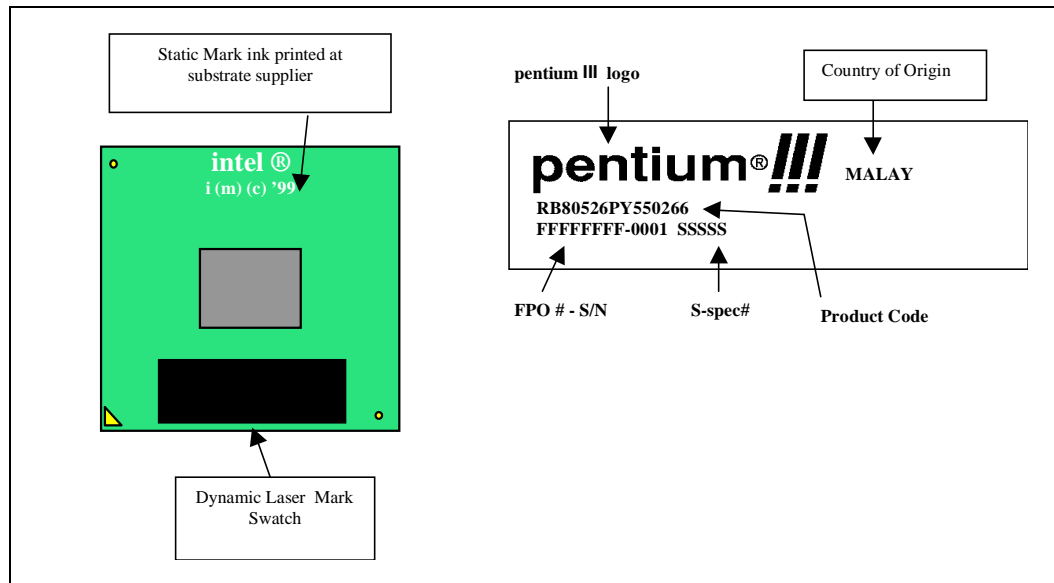 Static Mark ink printed at
substrate supplier
intel ®
i (m) (c) '99
Dynamic Laser Mark
Swatch
pentium III logo
Country of Origin
pentium® III
MALAY
RB80526PY550266
FFFFFFFF-0001 SSSSS
FPO # - S/N
S-spec#
Product Code